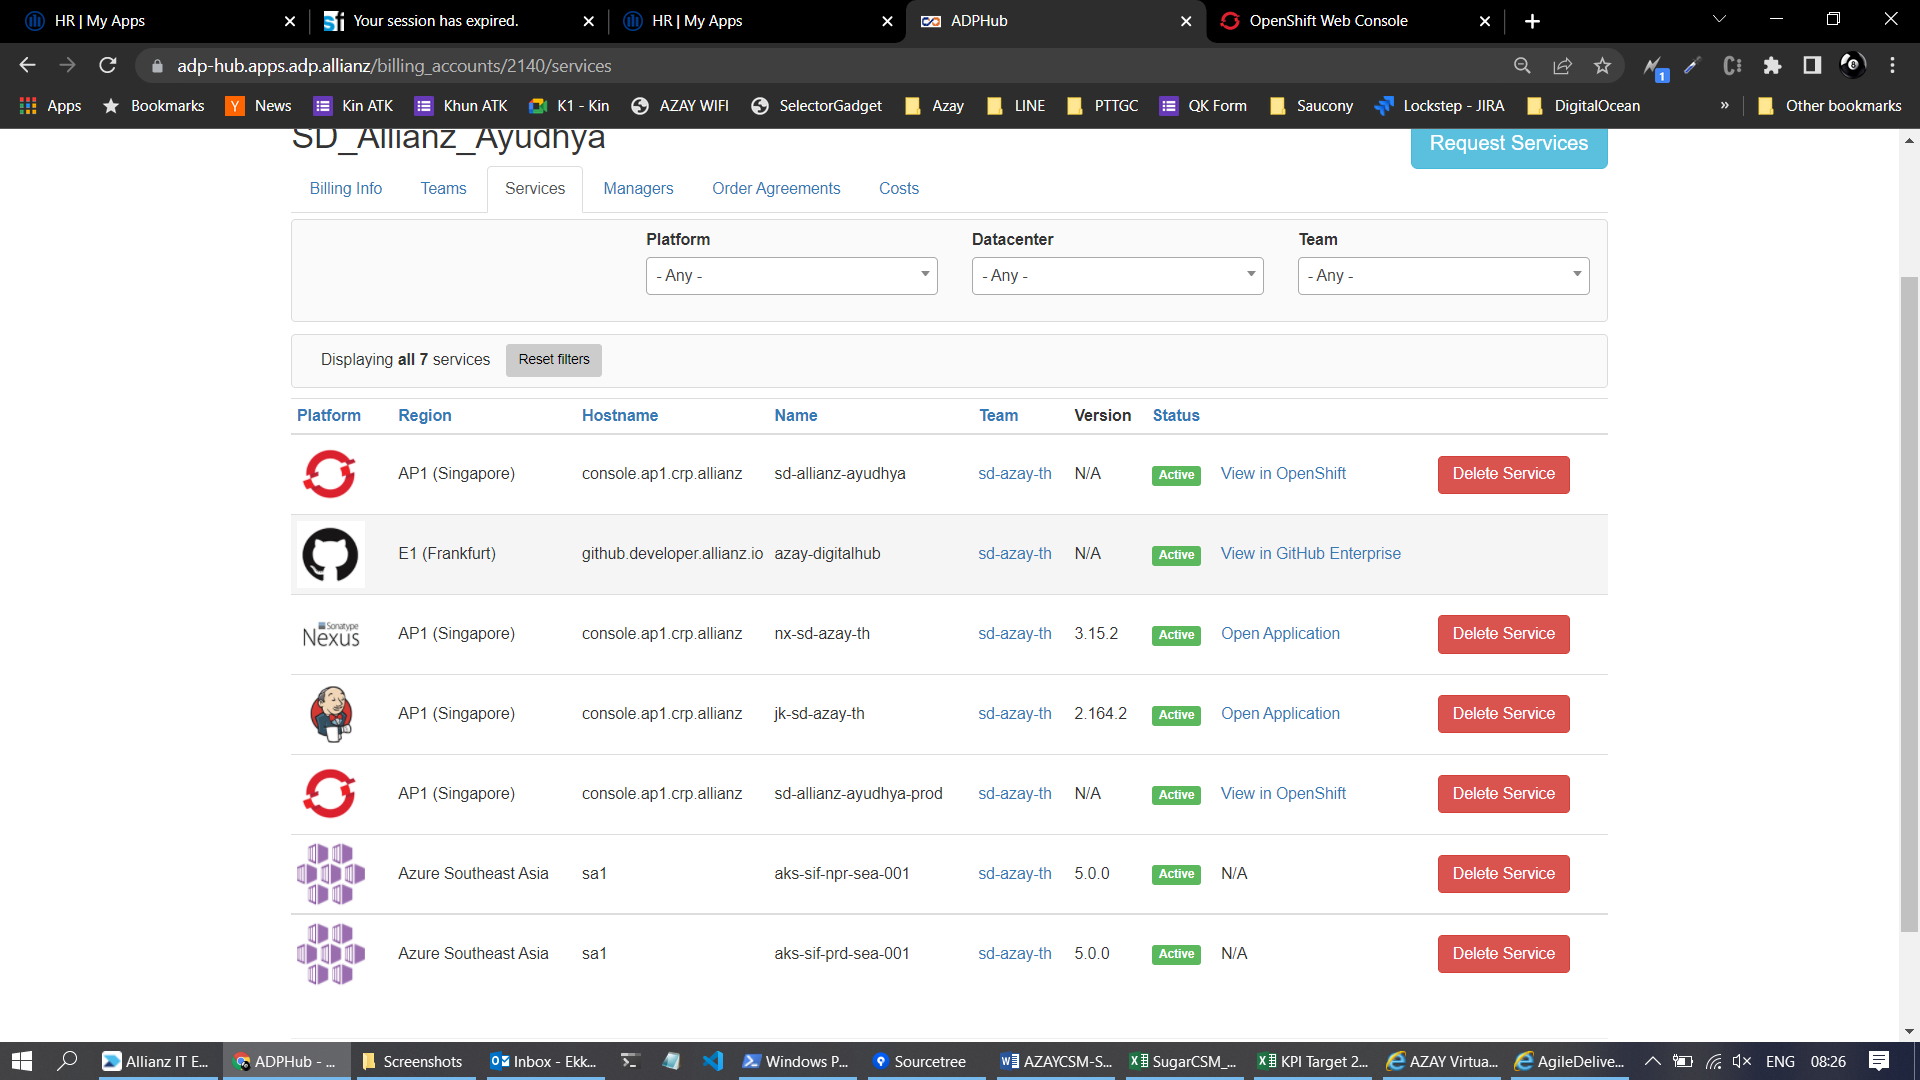 HR | My Apps
Your session has expired.
HR | My Apps
ADPHub
OpenShift Web Console
adp-hub.apps.adp.allianz/billing_accounts/2140/services
1
Apps
Bookmarks
News
Kin ATK
Khun ATK
K1 - Kin
AZAY WIFI
SelectorGadget
Azay
LINE
PTTGC
QK Form
Saucony
Lockstep - JIRA
DigitalOcean
»
Other bookmarks
SD_Allianz_Ayudhya
Request Services
Billing Info
Teams
Services
Managers
Order Agreements
Costs
Platform
Datacenter
Team
- Any -
- Any -
- Any -
Displaying all 7 services
Reset filters
Platform Region Hostname Name Team Version Status
AP1 (Singapore) console.ap1.crp.allianz sd-allianz-ayudhya sd-azay-th N/A Active View in OpenShift Delete Service
E1 (Frankfurt) github.developer.allianz.io azay-digitalhub sd-azay-th N/A Active View in GitHub Enterprise
Sonatype
Nexus
AP1 (Singapore) console.ap1.crp.allianz nx-sd-azay-th sd-azay-th 3.15.2 Active Open Application Delete Service
AP1 (Singapore) console.ap1.crp.allianz jk-sd-azay-th sd-azay-th 2.164.2 Active Open Application Delete Service
AP1 (Singapore) console.ap1.crp.allianz sd-allianz-ayudhya-prod sd-azay-th N/A Active View in OpenShift Delete Service
Azure Southeast Asia sa1 aks-sif-npr-sea-001 sd-azay-th 5.0.0 Active N/A Delete Service
Azure Southeast Asia sa1 aks-sif-prd-sea-001 sd-azay-th 5.0.0 Active N/A Delete Service
Allianz IT E...
ADPHub - ...
Screenshots
Inbox - Ekk...
Windows P...
Sourcetree
AZAYCSM-S...
SugarCSM_...
KPI Target 2...
AZAY Virtua...
AgileDelive...
ENG
08:26